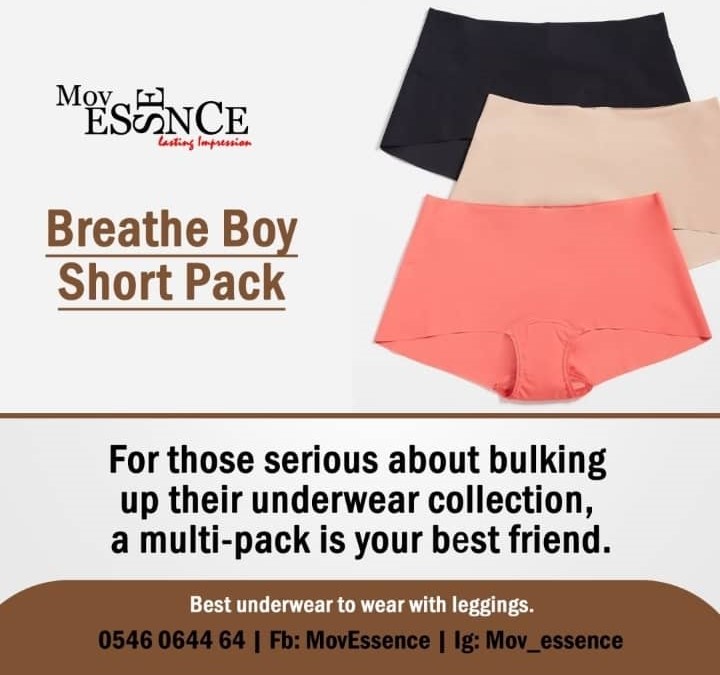 Mov
ESSENCE
Lasting Impression
Breathe Boy
Short Pack
For those serious about bulking
up their underwear collection,
a multi-pack is your best friend.
Best underwear to wear with leggings.
0546 0644 64 | Fb: MovEssence | Ig: Mov_essence